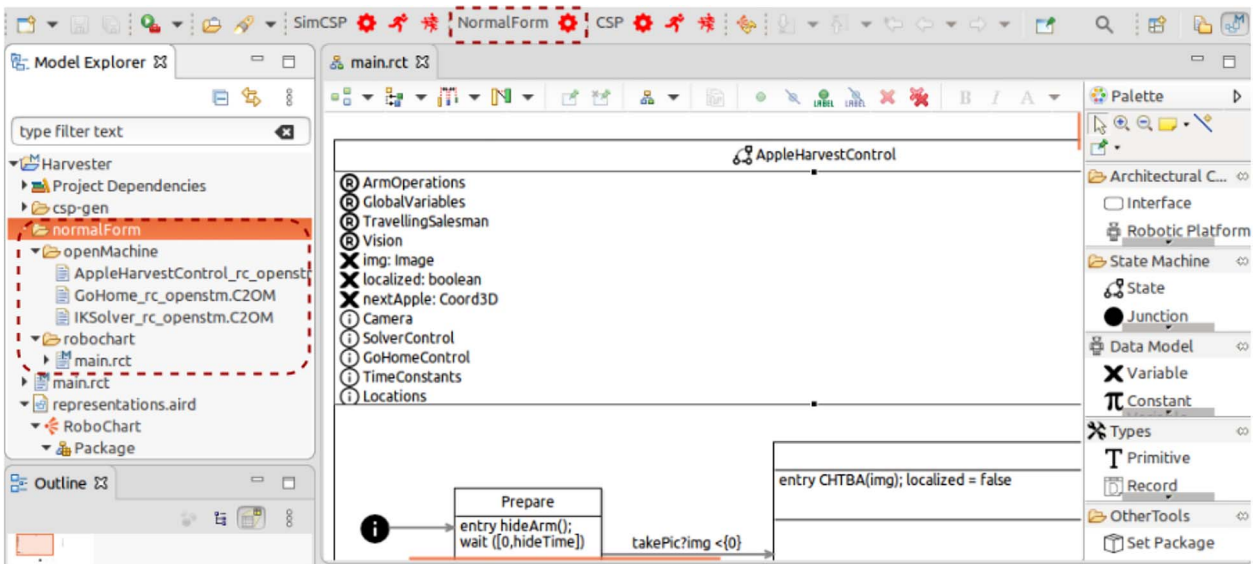 SimCSP NormalForm CSP
Model Explorer
type filter text
Harvester
Project Dependencies
csp-gen
normalForm
openMachine
AppleHarvestControl_rc_openst
GoHome_rc_openstm.C2OM
IKSolver_rc_openstm.C2OM
robochart
main.rct
main.rct
representations.aird
RoboChart
Package
Outline
main.rct
LABEL LABEL B I A
AppleHarvestControl
R ArmOperations
R GlobalVariables
R TravellingSalesman
R Vision
X img: Image
X localized: boolean
X nextApple: Coord3D
i Camera
i SolverControl
i GoHomeControl
i TimeConstants
i Locations
i
Prepare
entry hideArm();
wait ([0,hideTime])
takePic?img <{0}
entry CHTBA(img); localized = false
Palette
Architectural C...
Interface
Robotic Platform
State Machine
State
Junction
Data Model
X Variable
π Constant
Types
T Primitive
Record
OtherTools
Set Package